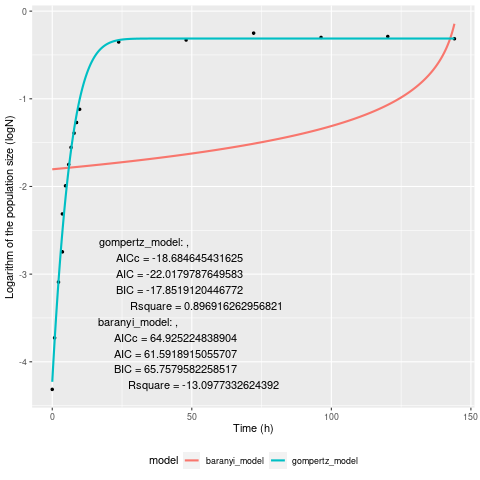 0
-1
-2
-3
-4
Logarithm of the population size (logN)
gompertz_model: ,
AICc = -18.684645431625
AIC = -22.0179787649583
BIC = -17.8519120446772
Rsquare = 0.896916262956821
baranyi_model: ,
AICc = 64.925224838904
AIC = 61.5918915055707
BIC = 65.7579582258517
Rsquare = -13.0977332624392
0 50 100 150
Time (h)
model baranyi_model gompertz_model